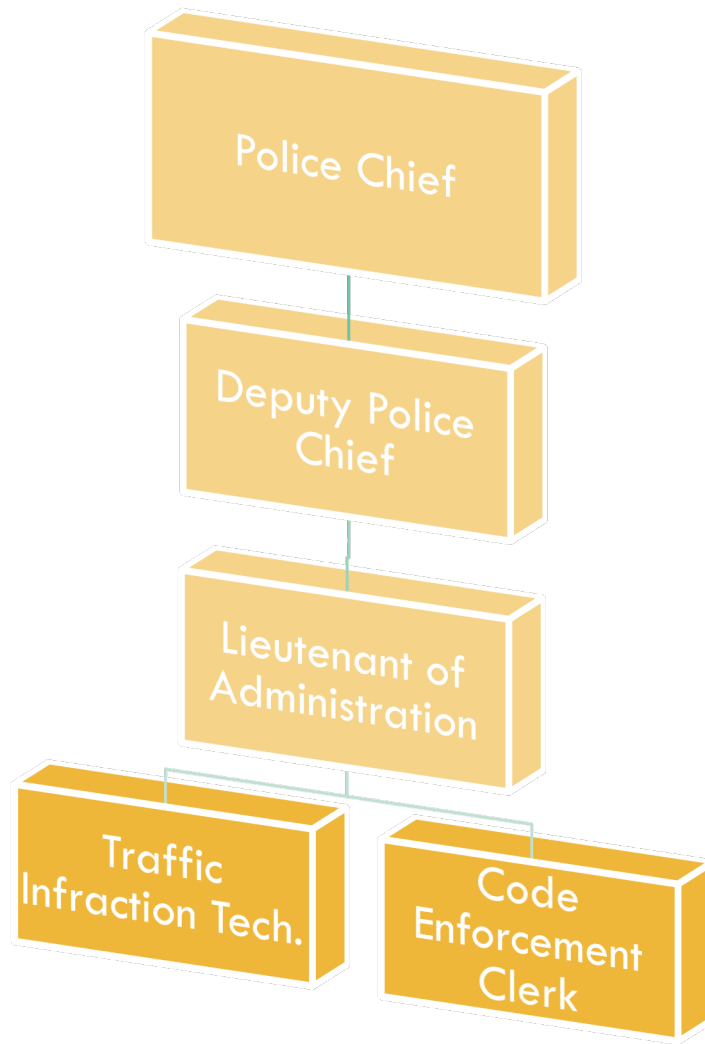 Police Chief
Deputy Police
Chief
Lieutenant of
Administration
Traffic
Infraction Tech.
Code
Enforcement
Clerk